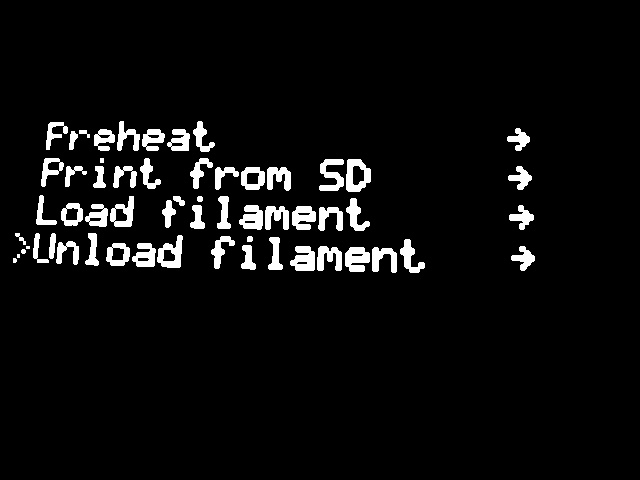 Preheat →
Print from SD →
Load filament →
>Unload filament →